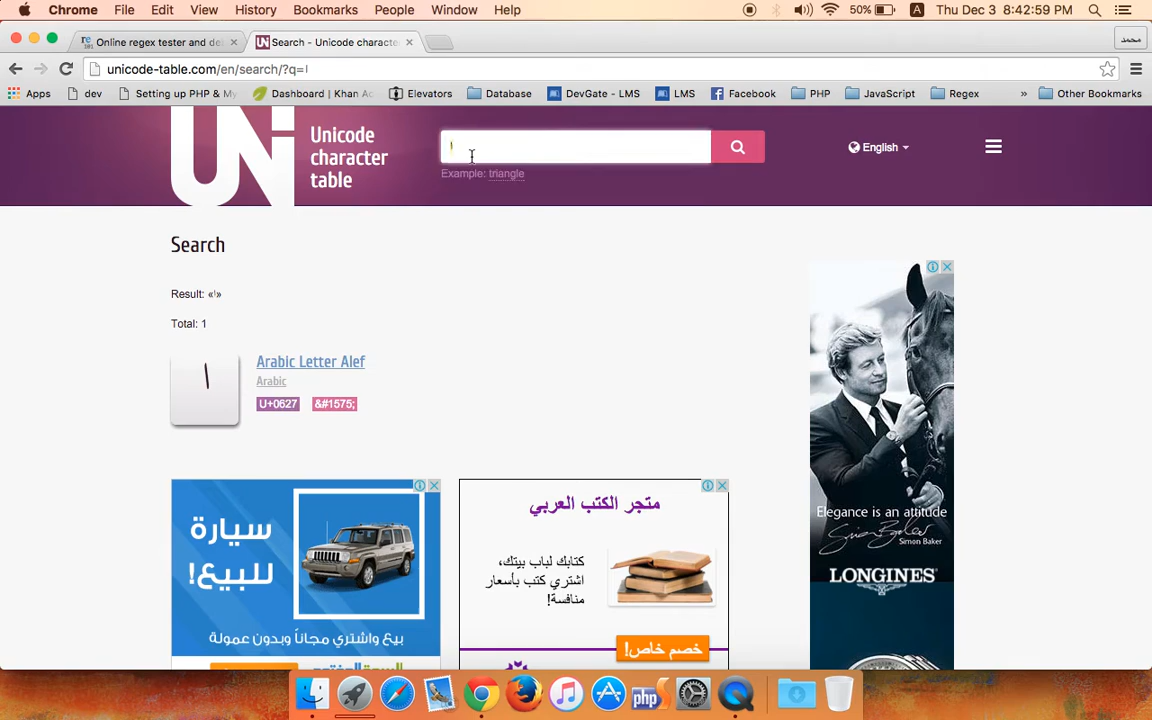 Chrome File Edit View History Bookmarks People Window Help 50% A Thu Dec 3 8:42:59 PM
Online regex tester and de
Search - Unicode characte
محمد
unicode-table.com/en/search/?q=ا
Apps dev Setting up PHP & My Dashboard | Khan Ac Elevators Database DevGate - LMS LMS Facebook PHP JavaScript Regex » Other Bookmarks
UNi
Unicode
character
table
ا
Example: triangle
English
Search
Result: «ا»
Total: 1
ا
Arabic Letter Alef
Arabic
U+0627 &#1575;
سيارة
للبيع!
بيع واشتري مجاناً وبدون عمولة
متجر الكتب العربي
كتابك لباب بيتك،
اشتري كتب بأسعار
منافسة!
خصم خاص!
Elegance is an attitude
Simon Baker
LONGINES
php